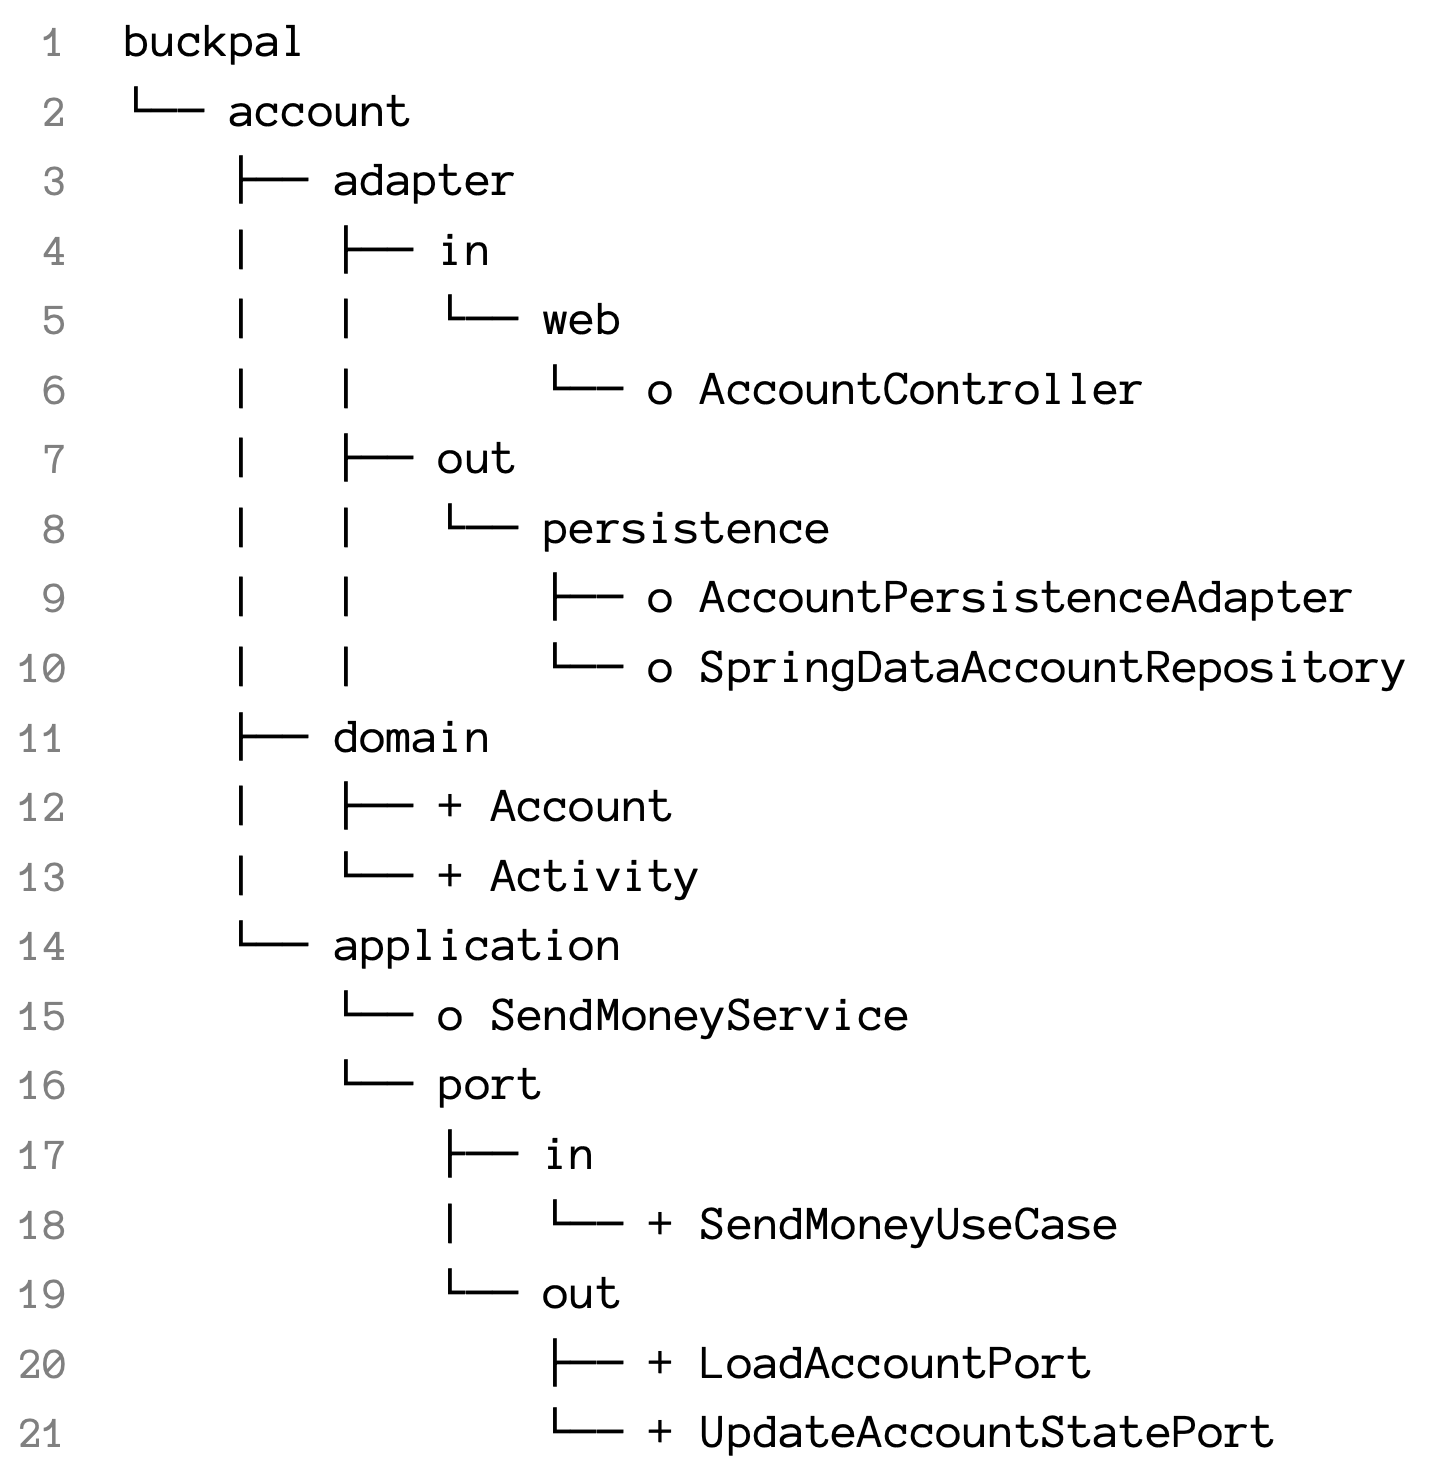 1 buckpal
2 └── account
3     ├── adapter
4     |   ├── in
5     |   |   └── web
6     |   |       └── o AccountController
7     |   ├── out
8     |   |   └── persistence
9     |   |       ├── o AccountPersistenceAdapter
10     |   |       └── o SpringDataAccountRepository
11     ├── domain
12     |   ├── + Account
13     |   └── + Activity
14     └── application
15         └── o SendMoneyService
16         └── port
17             ├── in
18             |   └── + SendMoneyUseCase
19             └── out
20                 ├── + LoadAccountPort
21                 └── + UpdateAccountStatePort